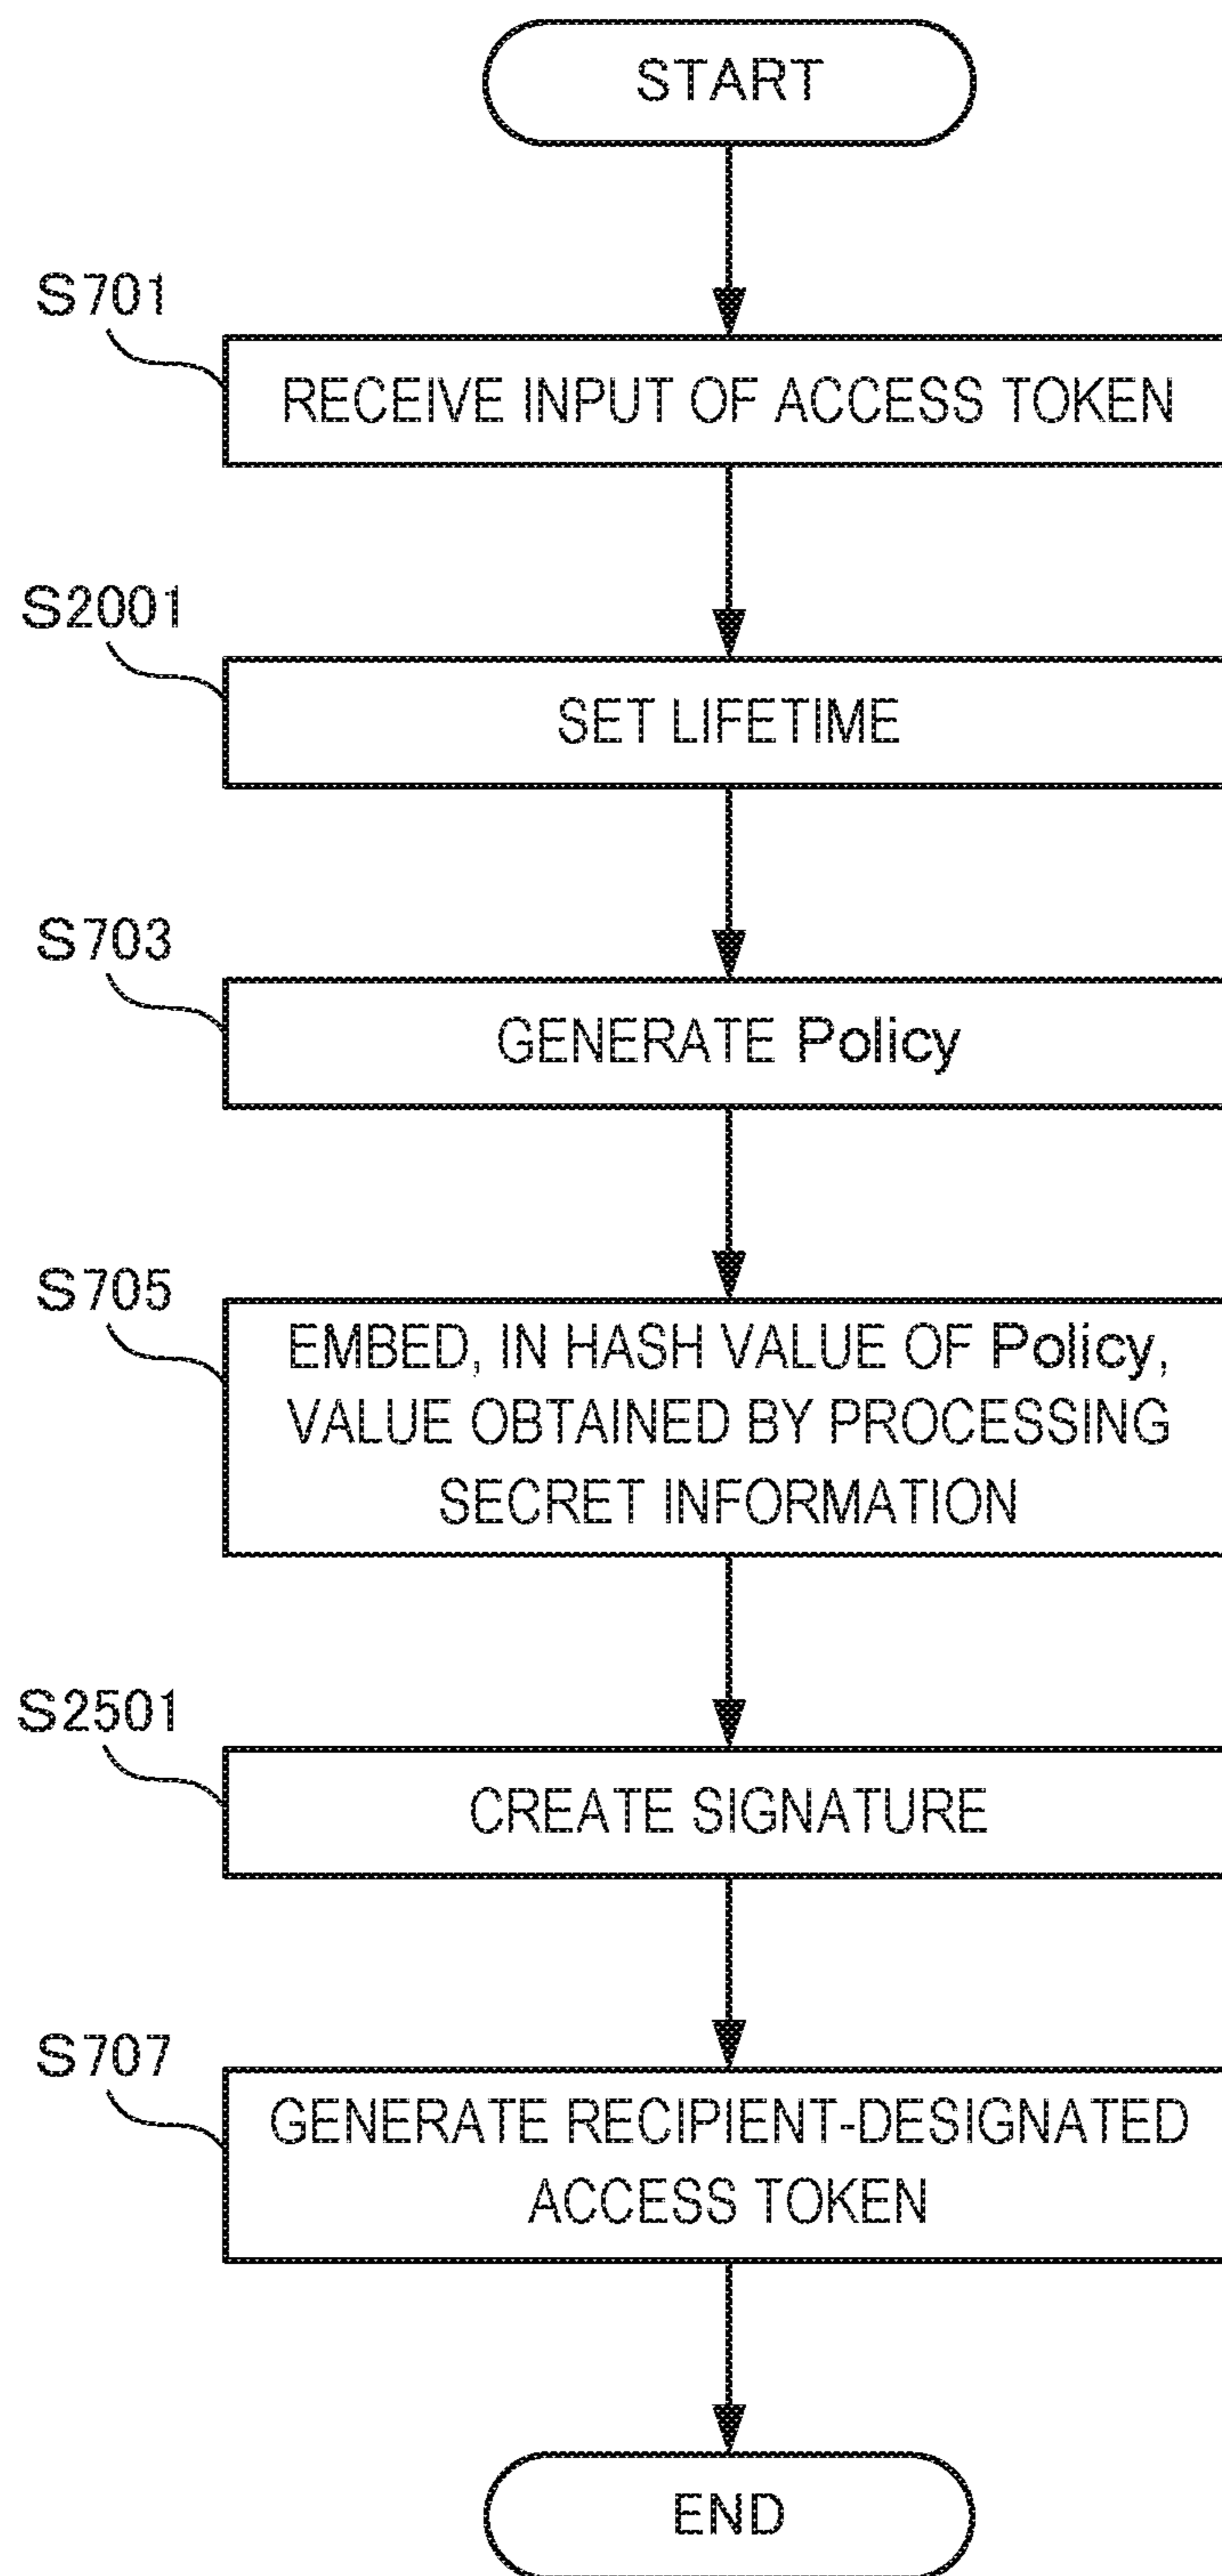 START
S701
RECEIVE INPUT OF ACCESS TOKEN
S2001
SET LIFETIME
S703
GENERATE Policy
S705
EMBED, IN HASH VALUE OF Policy,
VALUE OBTAINED BY PROCESSING
SECRET INFORMATION
S2501
CREATE SIGNATURE
S707
GENERATE RECIPIENT-DESIGNATED
ACCESS TOKEN
END